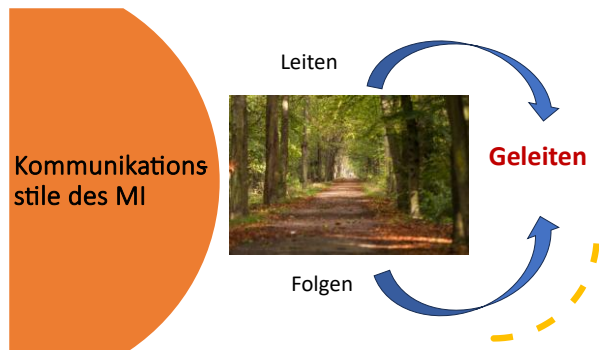 Kommunikations-
stile des MI
Leiten
Geleiten
Folgen